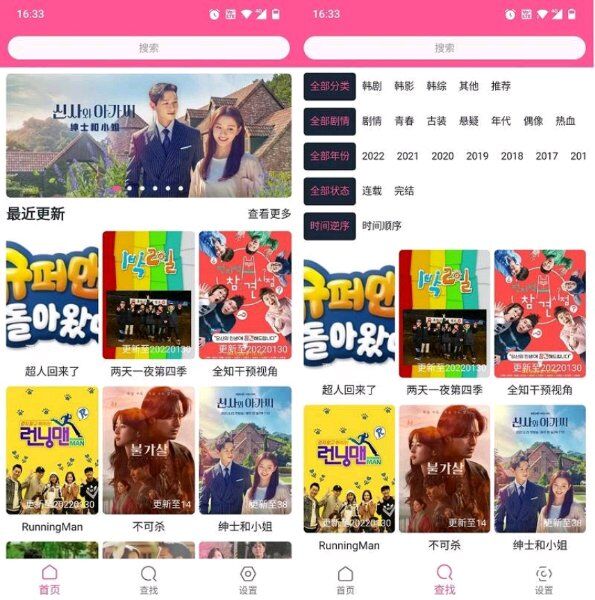 16:33
搜索
신사와 아가씨
绅士和小姐
最近更新
查看更多
슈퍼맨이
돌아왔다
1박2일
전지적
참견
시점
更新至20220130
更新至20220130
超人回来了
两天一夜第四季
全知干预视角
런닝맨
MAN
불가살
신사와 아가씨
更新至20220130
更新至14
更新至38
RunningMan
不可杀
绅士和小姐
首页
查找
设置
16:33
搜索
全部分类
韩剧
韩影
韩综
其他
推荐
全部剧情
剧情
青春
古装
悬疑
年代
偶像
热血
全部年份
2022
2021
2020
2019
2018
2017
201
全部状态
连载
完结
时间逆序
时间顺序
슈퍼맨이
돌아왔다
1박2일
전지적
참견
시점
更新至20220130
更新至20220130
超人回来了
两天一夜第四季
全知干预视角
런닝맨
MAN
불가살
신사와 아가씨
更新至20220130
更新至14
更新至38
RunningMan
不可杀
绅士和小姐
首页
查找
设置